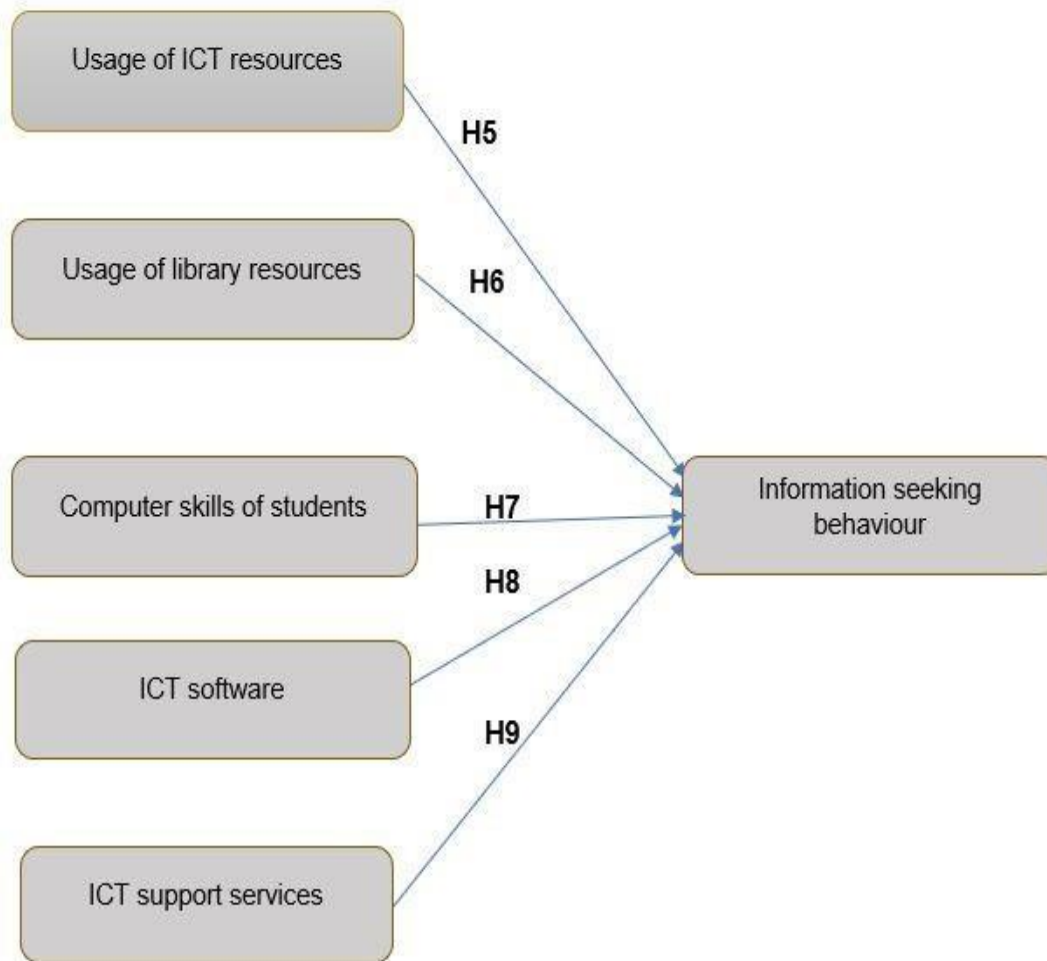 Usage of ICT resources
H5
Usage of library resources
H6
Computer skills of students
H7
Information seeking
behaviour
H8
ICT software
H9
ICT support services